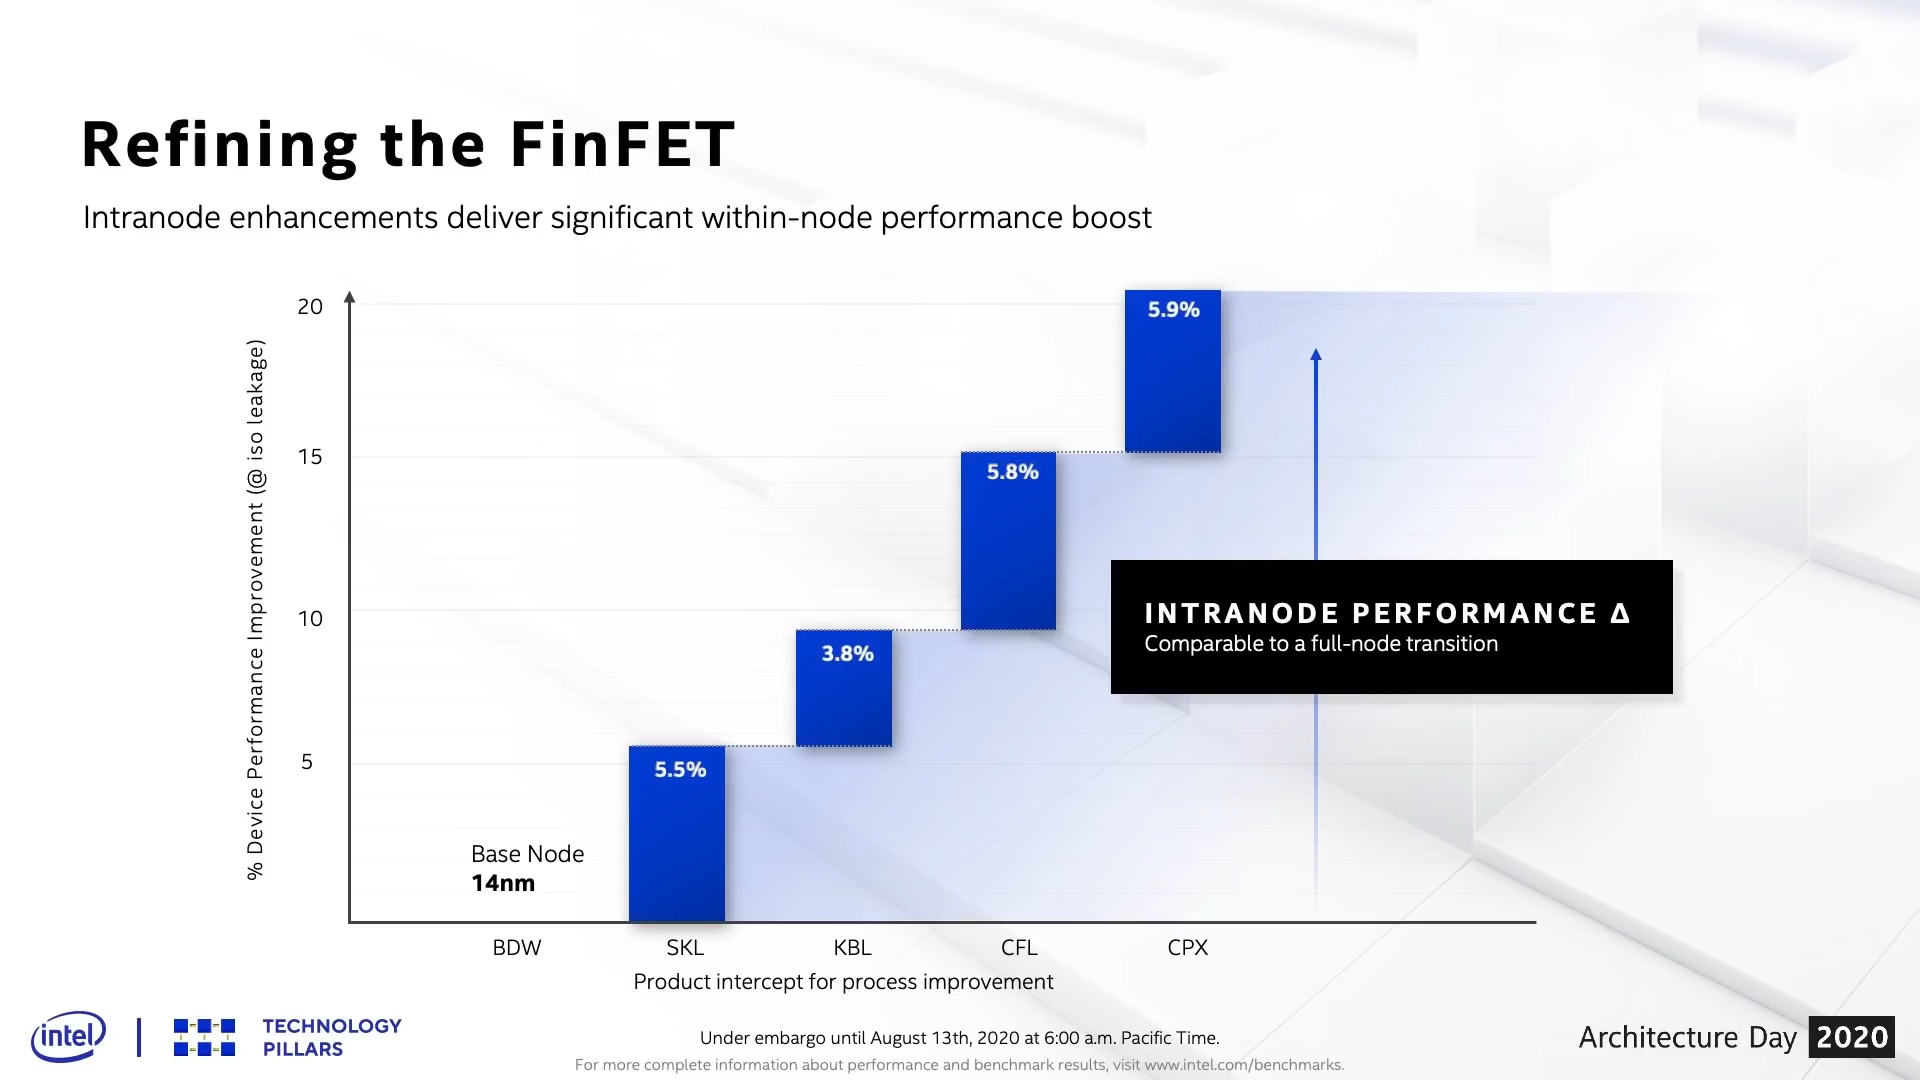 Refining the FinFET
Intranode enhancements deliver significant within-node performance boost
% Device Performance Improvement (@ iso leakage)
20
15
10
5
5.9%
5.8%
3.8%
5.5%
INTRANODE PERFORMANCE Δ
Comparable to a full-node transition
Base Node
14nm
BDW
SKL
KBL
CFL
CPX
Product intercept for process improvement
intel
TECHNOLOGY
PILLARS
Under embargo until August 13th, 2020 at 6:00 a.m. Pacific Time.
For more complete information about performance and benchmark results, visit www.intel.com/benchmarks.
Architecture Day 2020